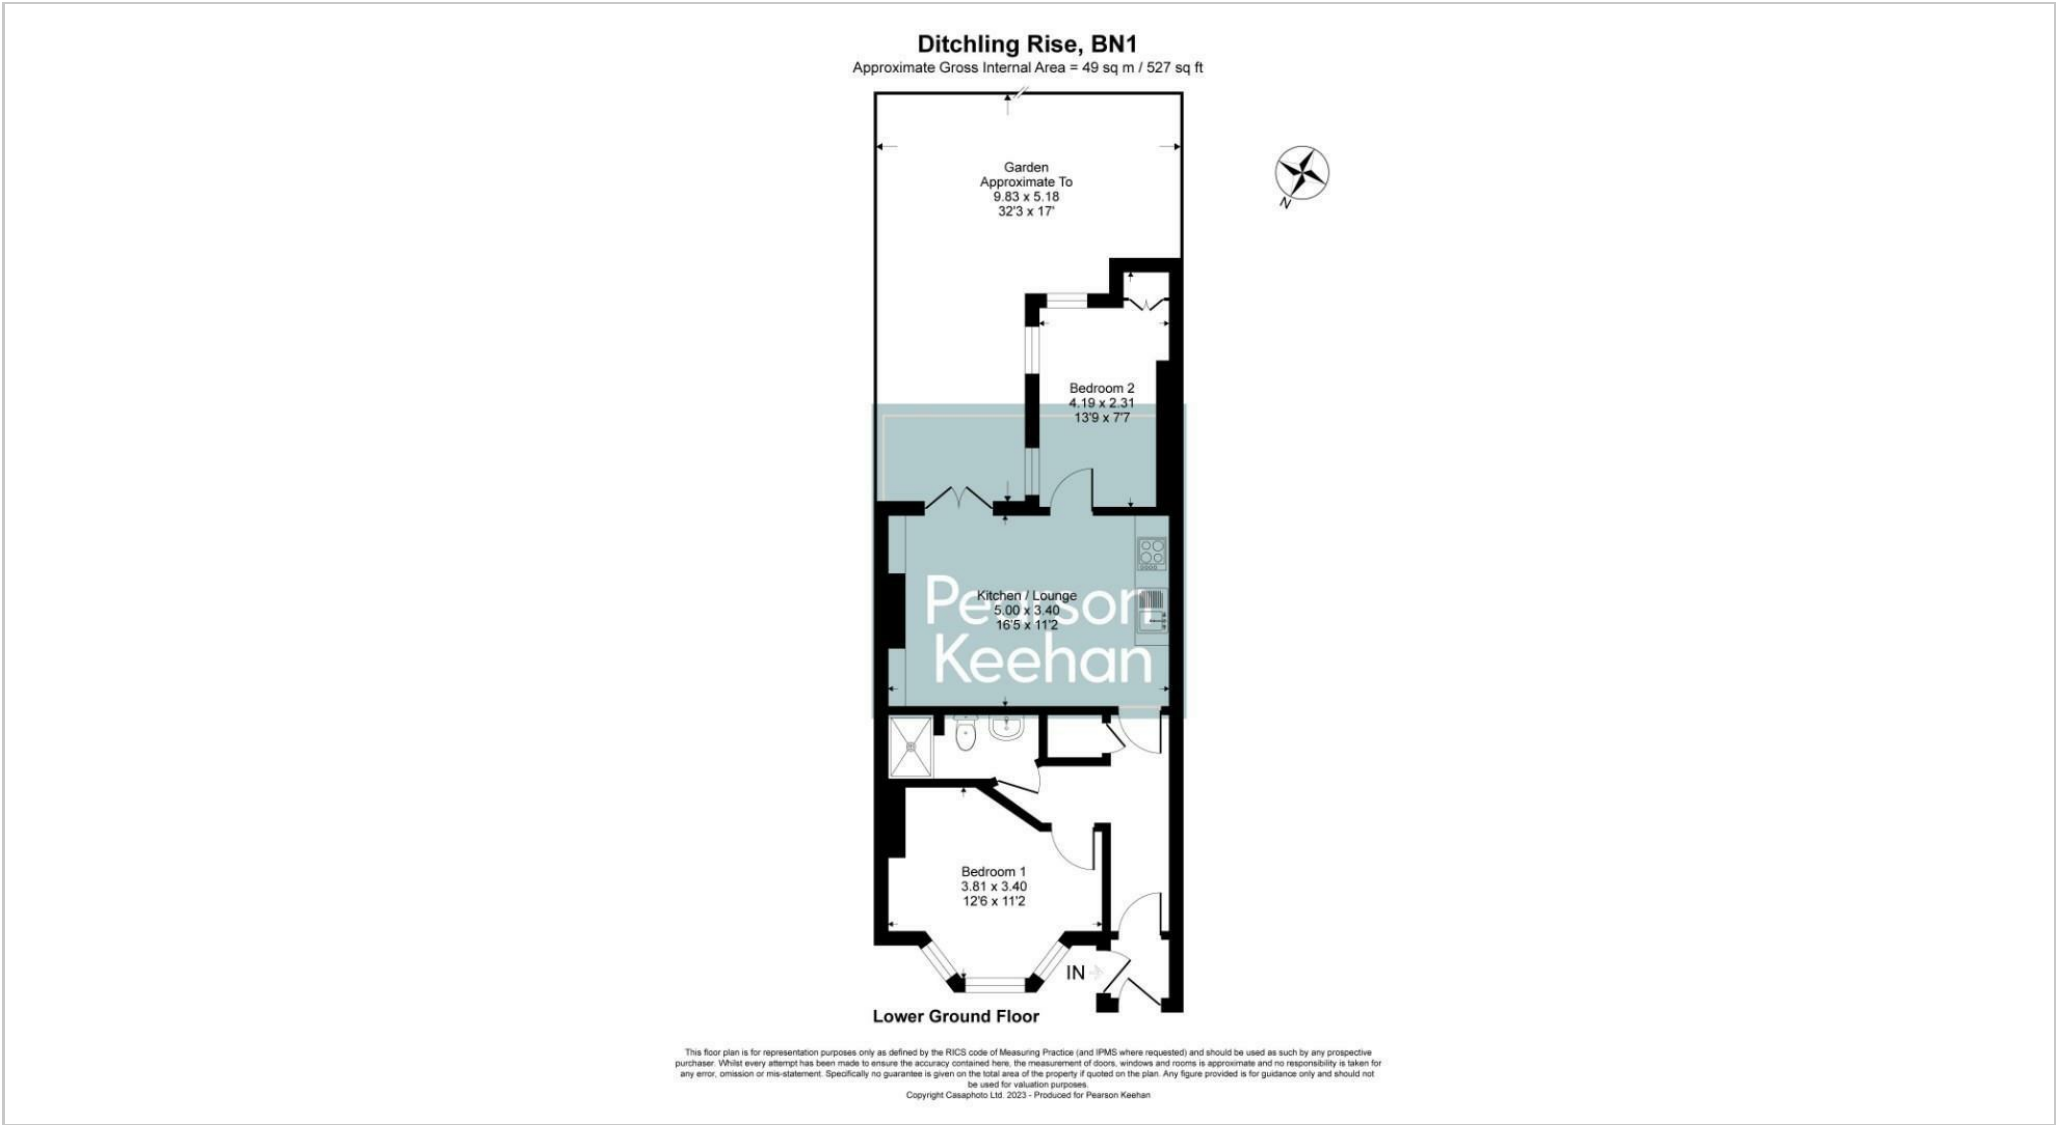 Ditchling Rise, BN1
Approximate Gross Internal Area = 49 sq m / 527 sq ft
Garden
Approximate To
9.83 x 5.18
32'3 x 17'
N
Bedroom 2
4.19 x 2.31
13'9 x 7'7
Kitchen / Lounge
5.00 x 3.40
16'5 x 11'2
Pearson
Keehan
Bedroom 1
3.81 x 3.40
12'6 x 11'2
IN
Lower Ground Floor
This floor plan is for representation purposes only as defined by the RICS code of Measuring Practice (and IPMS where requested) and should be used as such by any prospective
purchaser. Whilst every attempt has been made to ensure the accuracy contained here, the measurement of doors, windows and rooms is approximate and no responsibility is taken for
any error, omission or mis-statement. Specifically no guarantee is given on the total area of the property if quoted on the plan. Any figure provided is for guidance only and should not
be used for valuation purposes.
Copyright Casaphoto Ltd. 2023 - Produced for Pearson Keehan